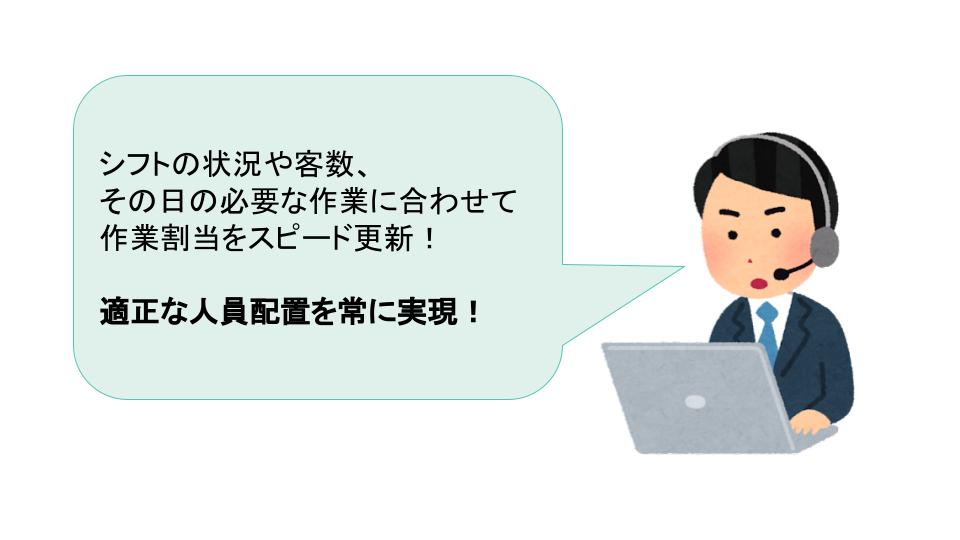 シフトの状況や客数、
その日の必要な作業に合わせて
作業割当をスピード更新！
適正な人員配置を常に実現！